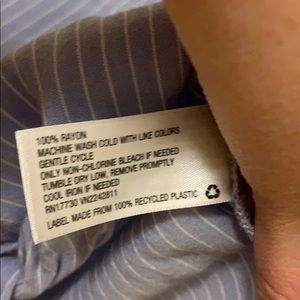 100% RAYON
MACHINE WASH COLD WITH LIKE COLORS
GENTLE CYCLE
ONLY NON-CHLORINE BLEACH IF NEEDED
TUMBLE DRY LOW, REMOVE PROMPTLY
COOL IRON IF NEEDED
RN17730 VN2242811
LABEL MADE FROM 100% RECYCLED PLASTIC